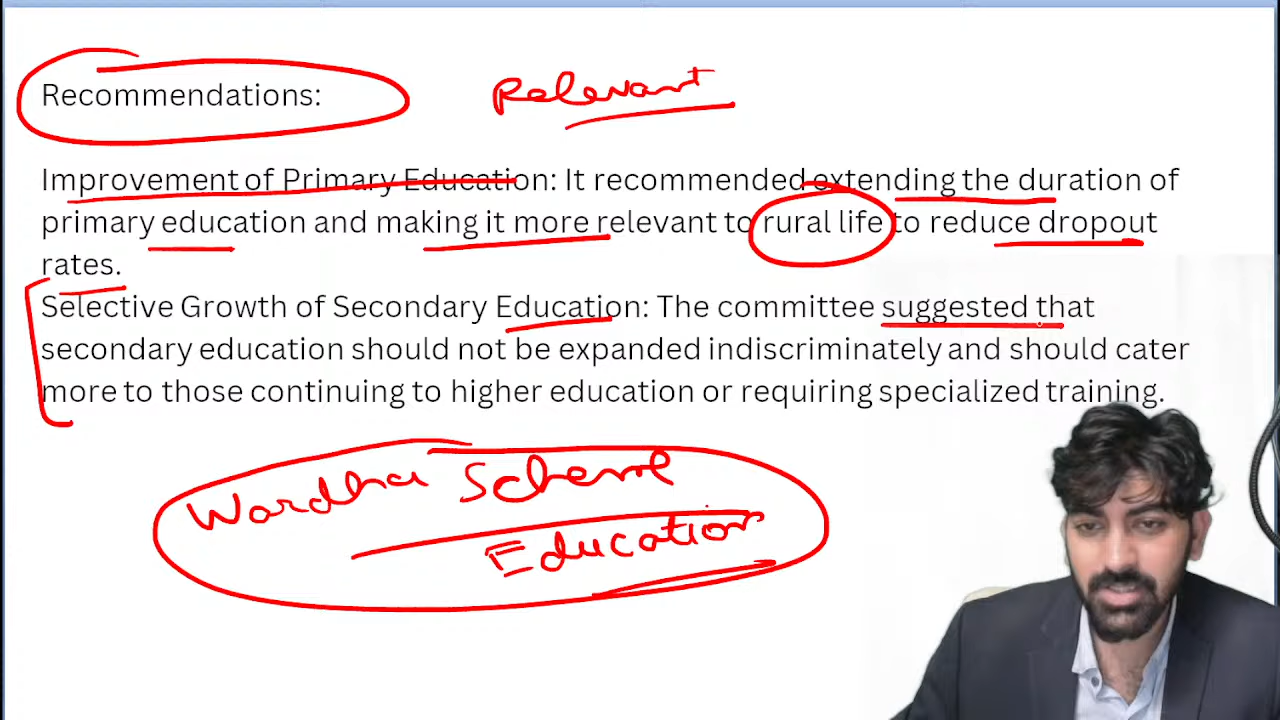 Recommendations:
Relevant
Improvement of Primary Education: It recommended extending the duration of
primary education and making it more relevant to rural life to reduce dropout
rates.
Selective Growth of Secondary Education: The committee suggested that
secondary education should not be expanded indiscriminately and should cater
more to those continuing to higher education or requiring specialized training.
Wardha Scheme
Education